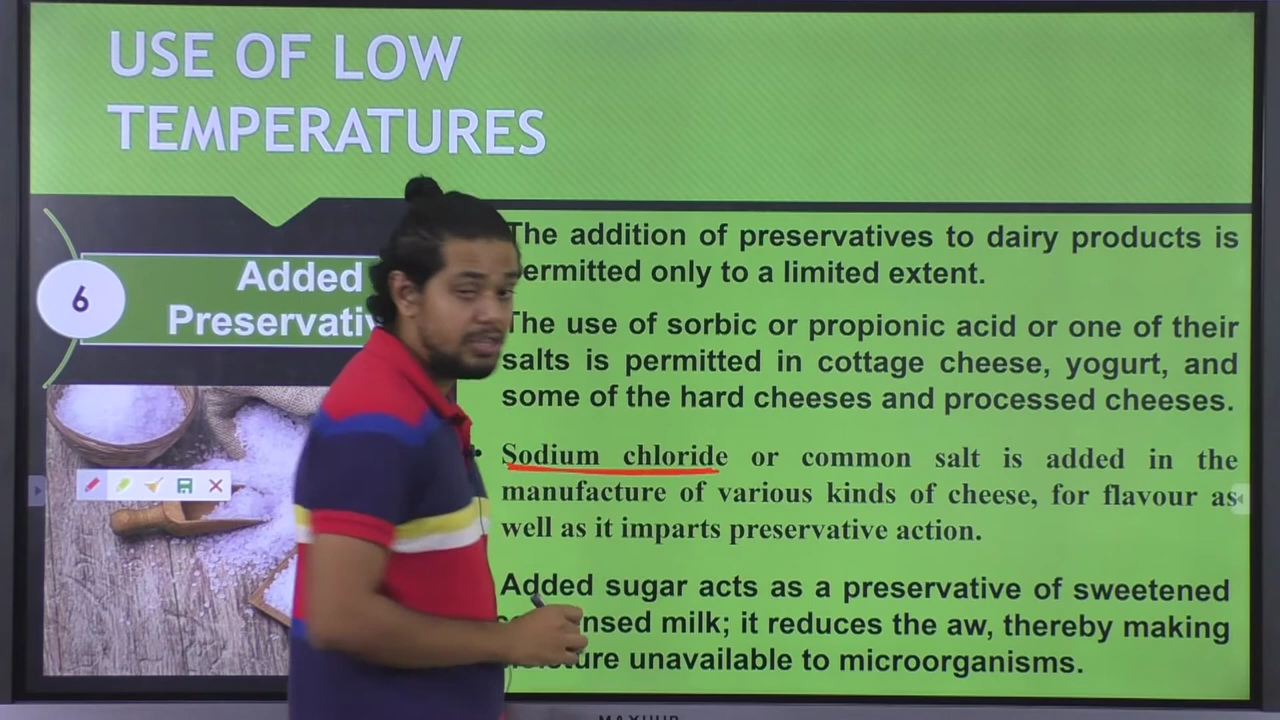 USE OF LOW
TEMPERATURES
6
Added
The addition of preservatives to dairy products is
permitted only to a limited extent.
The use of sorbic or propionic acid or one of their
salts is permitted in cottage cheese, yogurt, and
some of the hard cheeses and processed cheeses.
• Sodium chloride or common salt is added in the
manufacture of various kinds of cheese, for flavour as
well as it imparts preservative action.
Added sugar acts as a preservative of sweetened
milk; it reduces the aw, thereby making
unavailable to microorganisms.